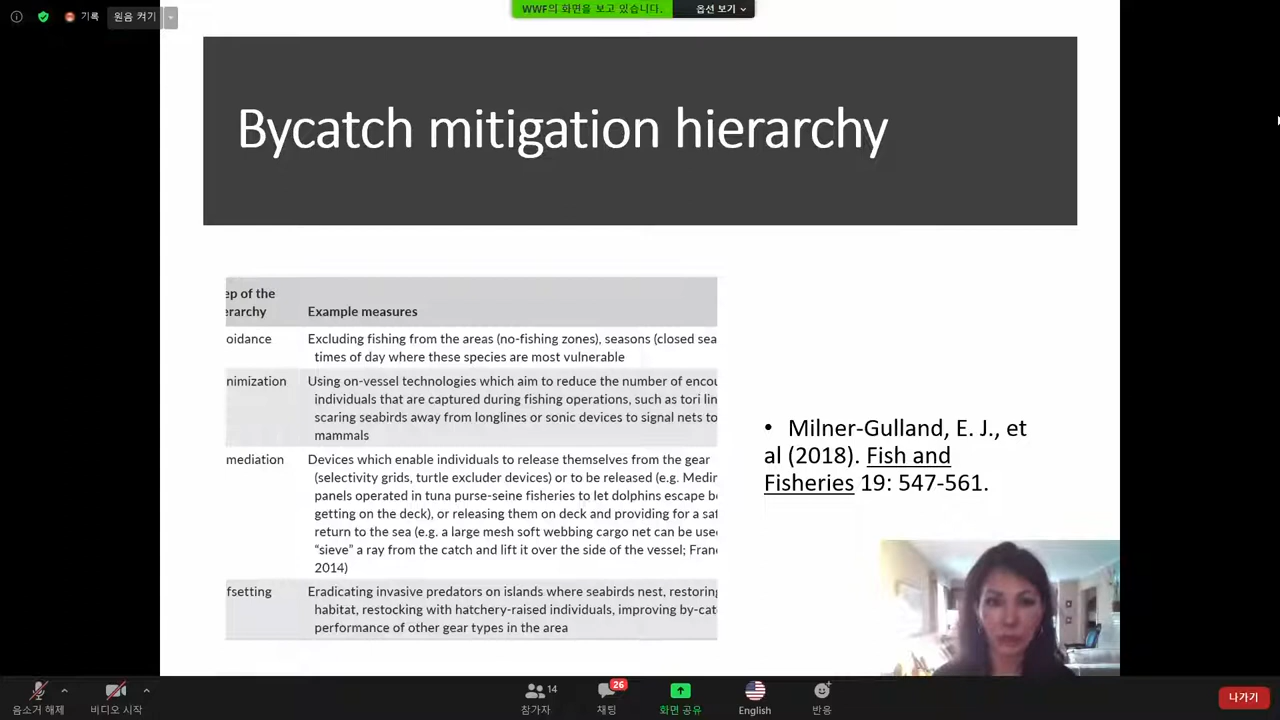 기록
원음 켜기
WWF의 화면을 보고 있습니다.
옵션 보기
Bycatch mitigation hierarchy
ep of the
erarchy
Example measures
oidance
Excluding fishing from the areas (no-fishing zones), seasons (closed sea
times of day where these species are most vulnerable
nimization
Using on-vessel technologies which aim to reduce the number of encou
individuals that are captured during fishing operations, such as tori lin
scaring seabirds away from longlines or sonic devices to signal nets to
mammals
mediation
Devices which enable individuals to release themselves from the gear
(selectivity grids, turtle excluder devices) or to be released (e.g. Medin
panels operated in tuna purse-seine fisheries to let dolphins escape be
getting on the deck), or releasing them on deck and providing for a saf
return to the sea (e.g. a large mesh soft webbing cargo net can be used
“sieve” a ray from the catch and lift it over the side of the vessel; Franc
2014)
fsetting
Eradicating invasive predators on islands where seabirds nest, restoring
habitat, restocking with hatchery-raised individuals, improving by-cat
performance of other gear types in the area
• Milner-Gulland, E. J., et
al (2018). Fish and
Fisheries 19: 547-561.
음소거 해제
비디오 시작
14
참가자
26
채팅
화면 공유
English
반응
나가기